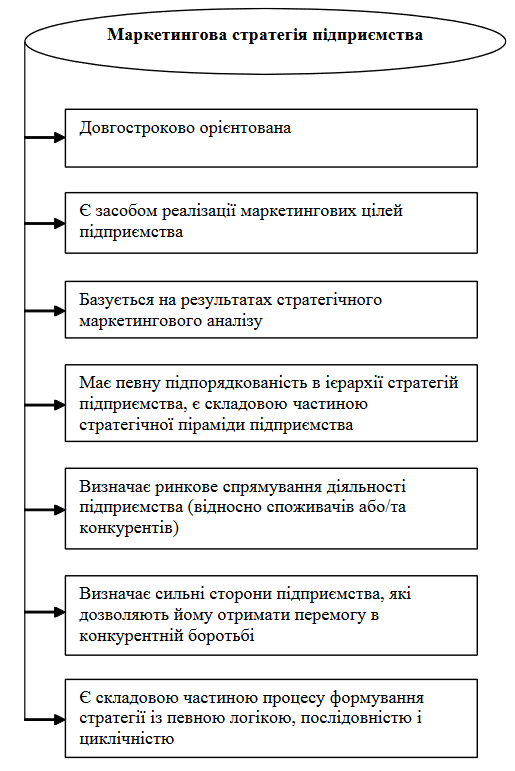 Маркетингова стратегія підприємства
Довгостроково орієнтована
Є засобом реалізації маркетингових цілей
підприємства
Базується на результатах стратегічного
маркетингового аналізу
Має певну підпорядкованість в ієрархії стратегій
підприємства, є складовою частиною
стратегічної піраміди підприємства
Визначає ринкове спрямування діяльності
підприємства (відносно споживачів або/та
конкурентів)
Визначає сильні сторони підприємства, які
дозволяють йому отримати перемогу в
конкурентній боротьбі
Є складовою частиною процесу формування
стратегії із певною логікою, послідовністю і
циклічністю